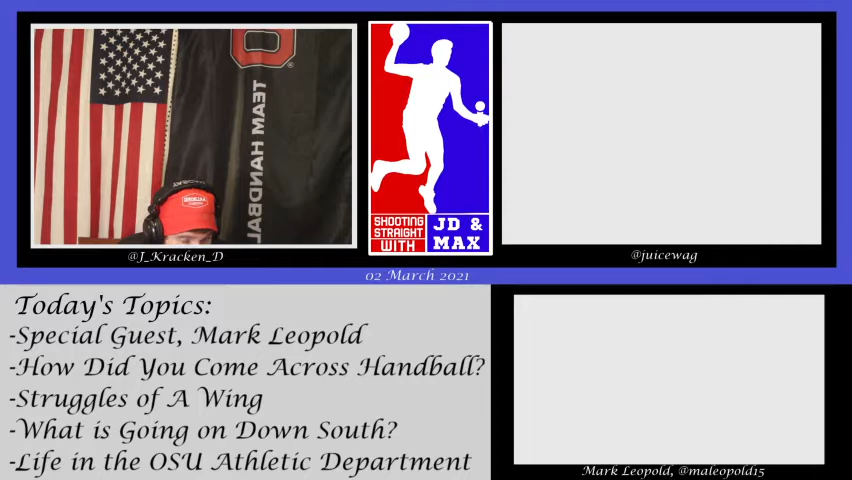 TEAM HANDBAL
@J_Kracken_D
SHOOTING
STRAIGHT
WITH
JD &
MAX
@juicewag
02 March 2021
Today's Topics:
-Special Guest, Mark Leopold
-How Did You Come Across Handball?
-Struggles of A Wing
-What is Going on Down South?
-Life in the OSU Athletic Department
Mark Leopold, @maleopold15